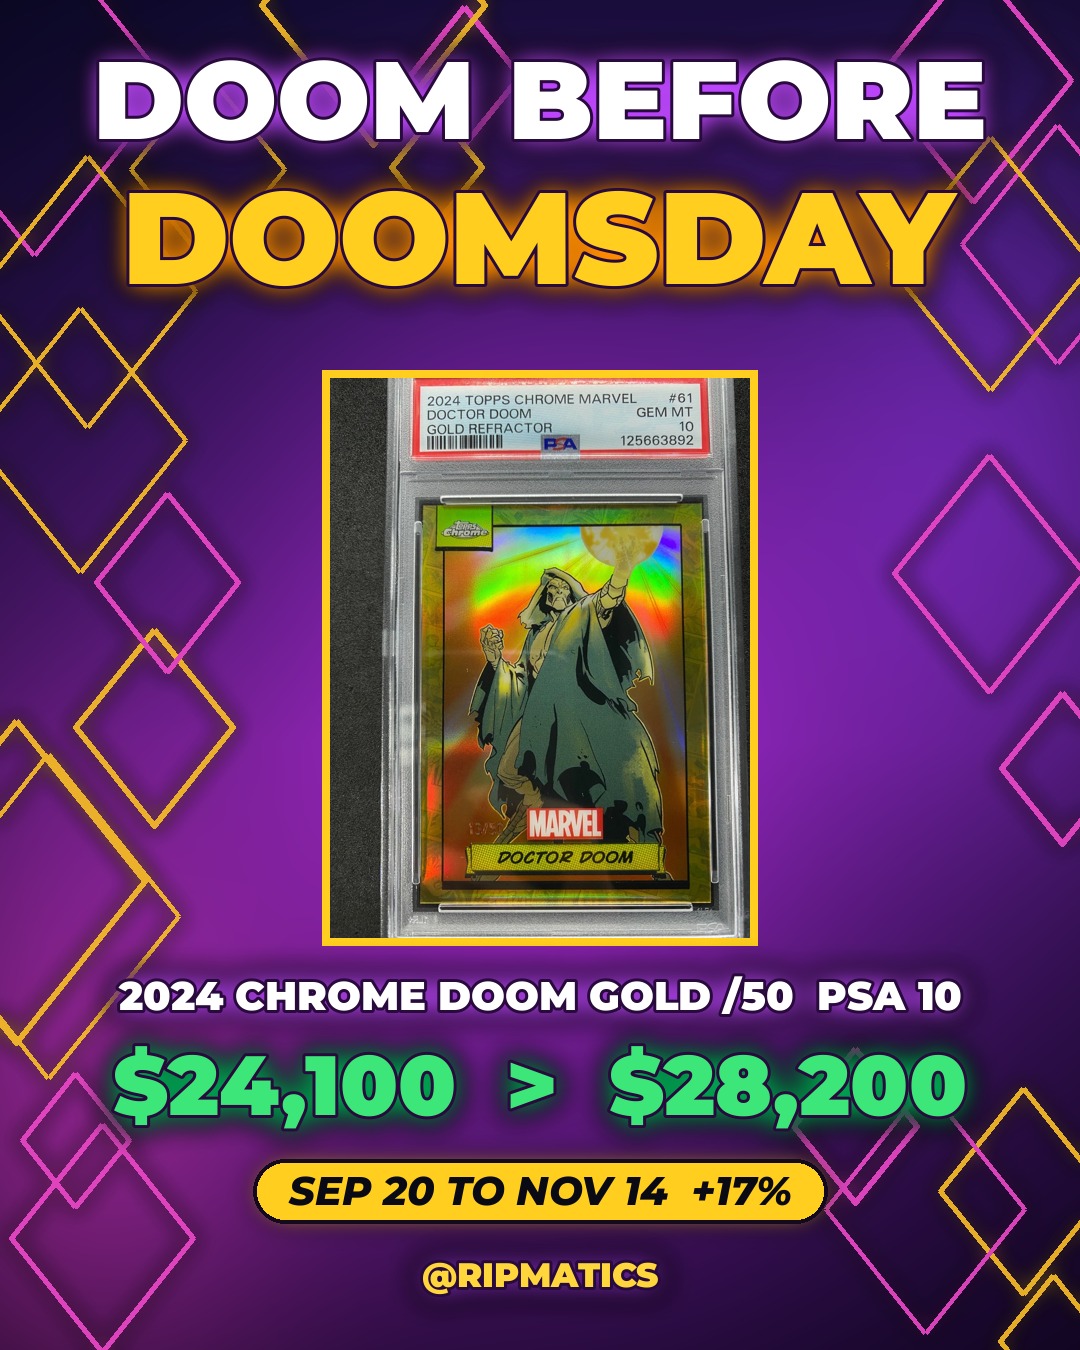 DOOM BEFORE
DOOMSDAY
2024 TOPPS CHROME MARVEL #61
DOCTOR DOOM GEM MT
GOLD REFRACTOR 10
PSA 125663892
Topps
Chrome
MARVEL
DOCTOR DOOM
2024 CHROME DOOM GOLD /50 PSA 10
$24,100 > $28,200
SEP 20 TO NOV 14 +17%
@RIPMATICS